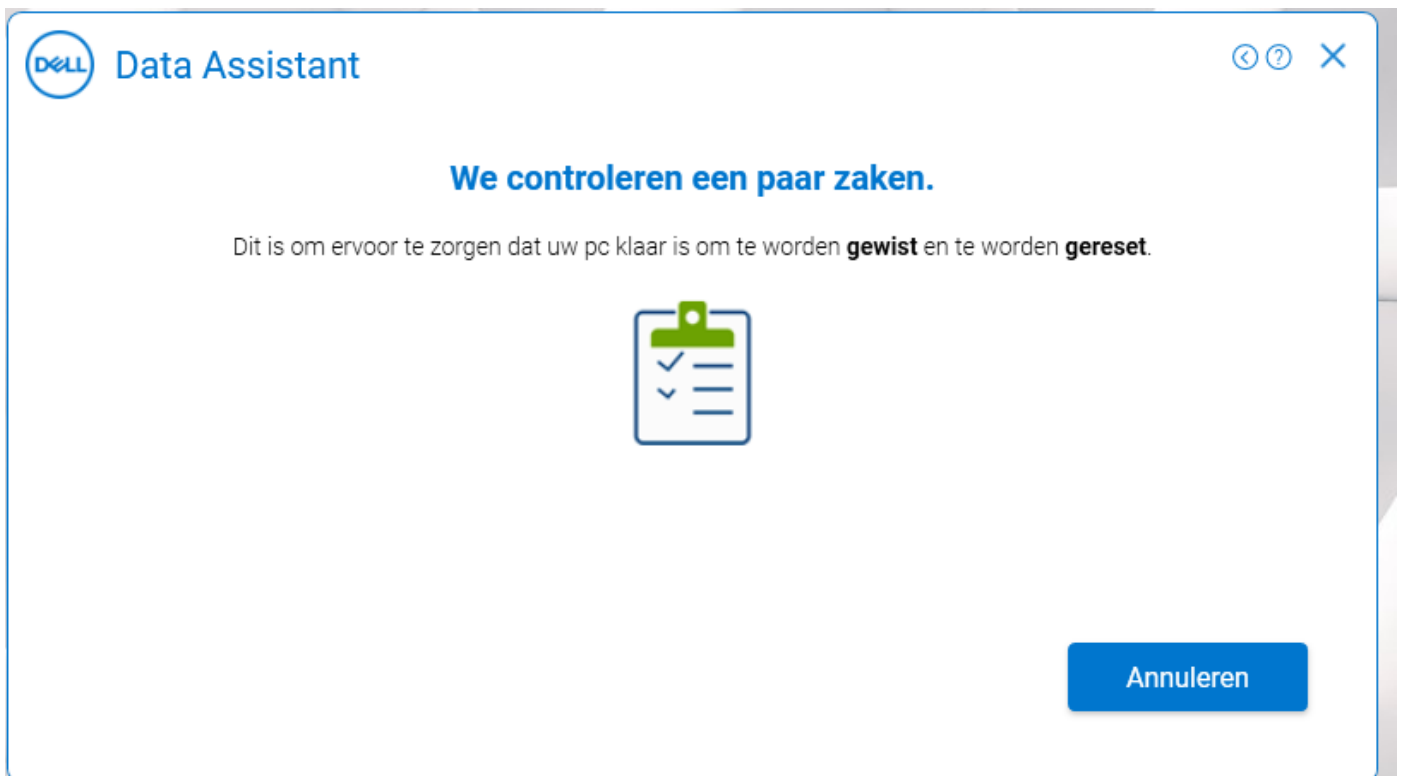 DELL Data Assistant
We controleren een paar zaken.
Dit is om ervoor te zorgen dat uw pc klaar is om te worden gewist en te worden gereset.
Annuleren